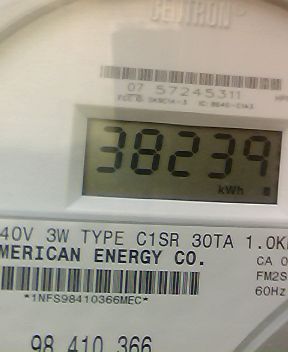 CENTRON®
07 57245311
38239
kWh
40V 3W TYPE C1SR 30TA 1.0K
MERICAN ENERGY CO.
CA 0
FM2S
60Hz
*1NFS98410366MEC*
98 410 366